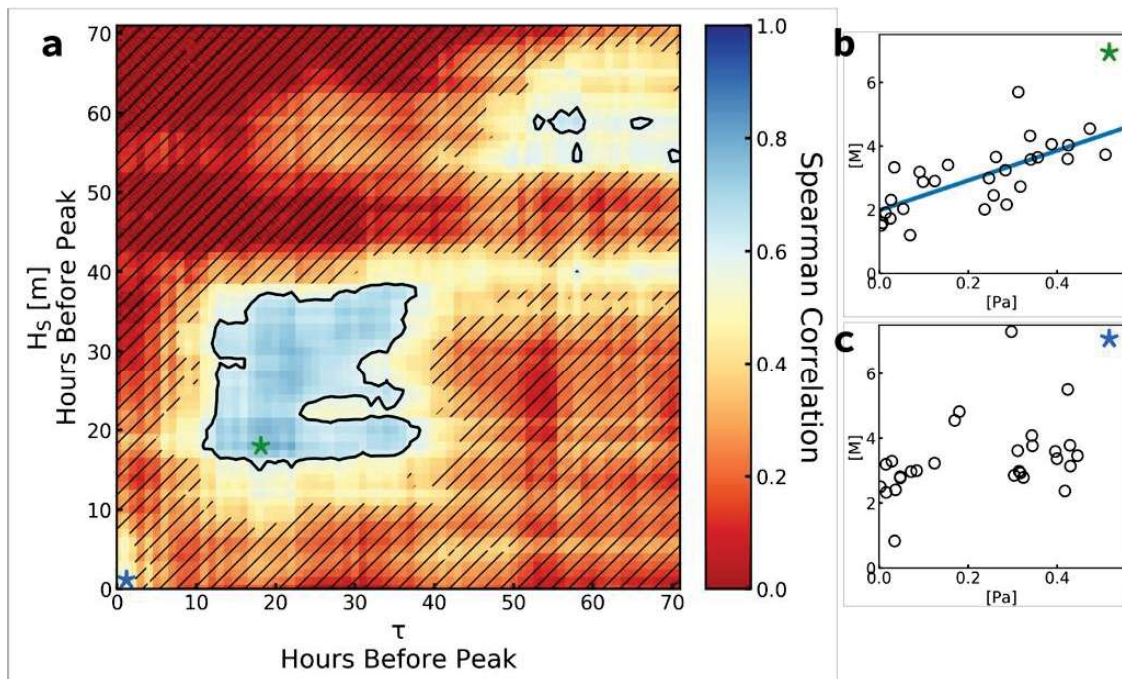 a
70
60
50
40
30
20
10
0
Hs [m]
Hours Before Peak
0 10 20 30 40 50 60 70
τ
Hours Before Peak
1.0
0.8
0.6
0.4
0.2
0.0
Spearman Correlation
b
6
4
2
0
[M]
0.0 0.2 0.4
[Pa]
c
6
4
2
0
[M]
0.0 0.2 0.4
[Pa]